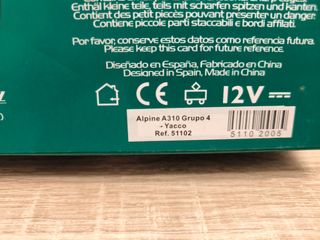 Enthält kleine teile, teils mit scharfen spitzen und kanten.
Contient des petit pièces pouvant presenter un danger.
Contiene piccole parti staccabili e bordi affilati.
Por favor, conserve estos datos como referencia futura.
Please keep this card for future reference.
Diseñado en España, Fabricado en China
Designed in Spain, Made in China
CE
12V
Alpine A310 Grupo 4
- Yacco
Ref. 51102
5110 2005